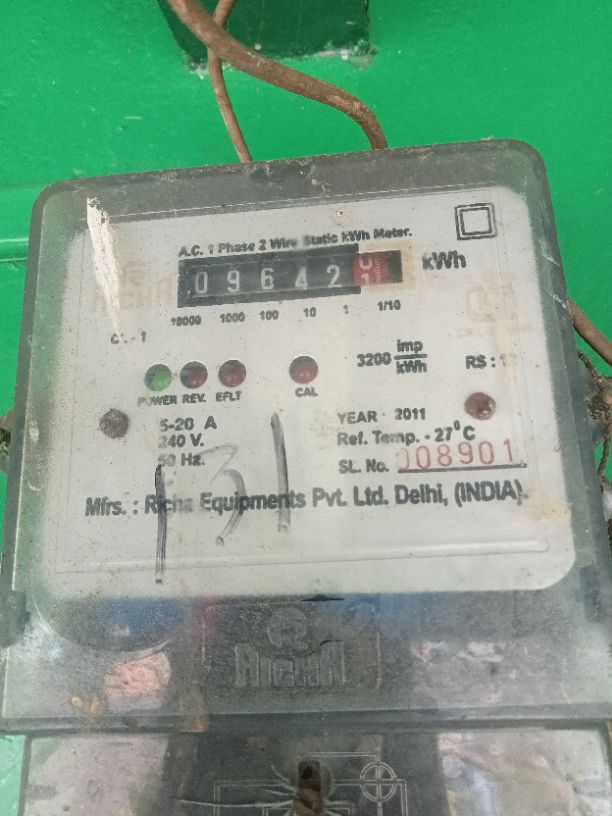 A.C. 1 Phase 2 Wire Static kWh Meter.
09642 kWh
10000 1000 100 10 1 1/10
3200 imp/kWh
RS :
POWER REV. EFLT CAL
5-20 A
240 V.
50 Hz.
YEAR - 2011
Ref. Temp. - 27°C
SL. No. 008901
131
Mfrs. : Richa Equipments Pvt. Ltd. Delhi, (INDIA)
RICHA